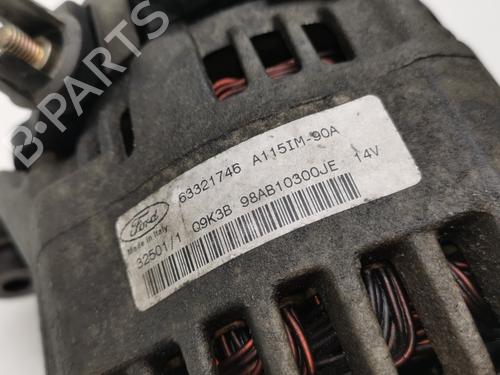 63321746 A115IM-90A
Ford
Made in Italy
Q9K3B 98AB10300JE 14V
32501/1
B-PARTS